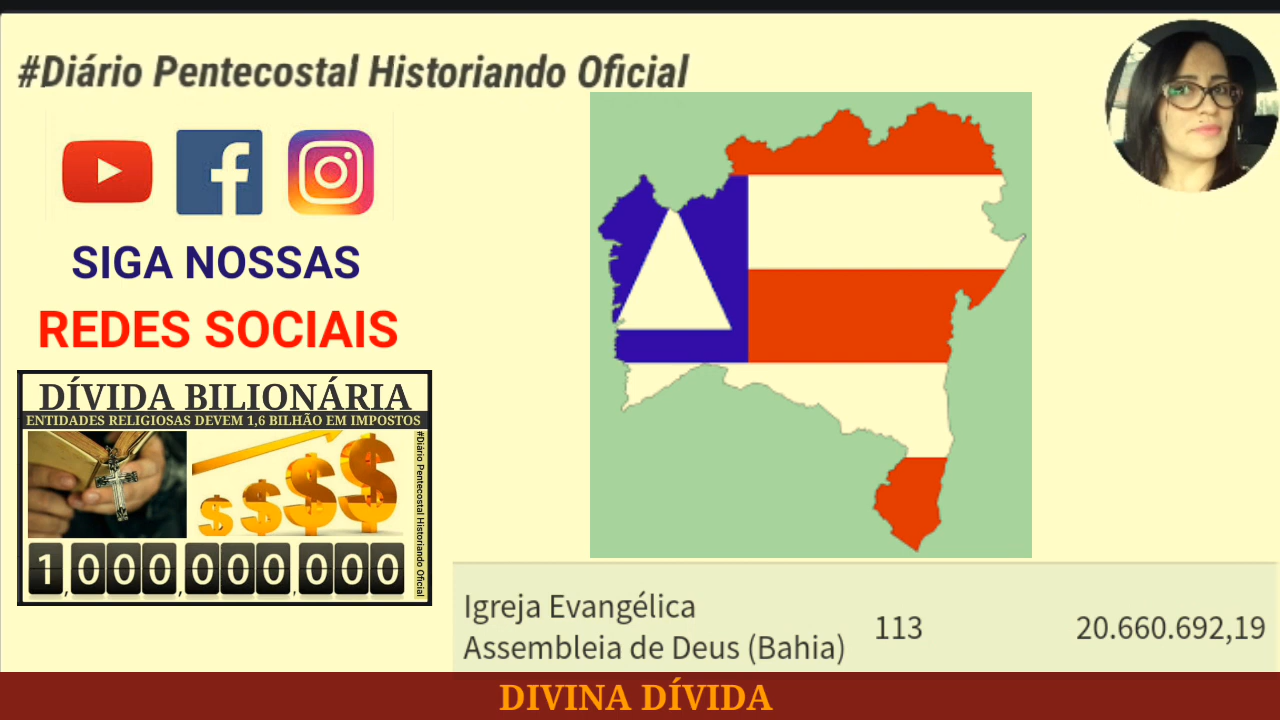 #Diário Pentecostal Historiando Oficial
SIGA NOSSAS
REDES SOCIAIS
DÍVIDA BILIONÁRIA
ENTIDADES RELIGIOSAS DEVEM 1,6 BILHÃO EM IMPOSTOS
#Diário Pentecostal Historiando Oficial
1,000,000,000
Igreja Evangélica
Assembleia de Deus (Bahia) 113 20.660.692,19
DIVINA DÍVIDA